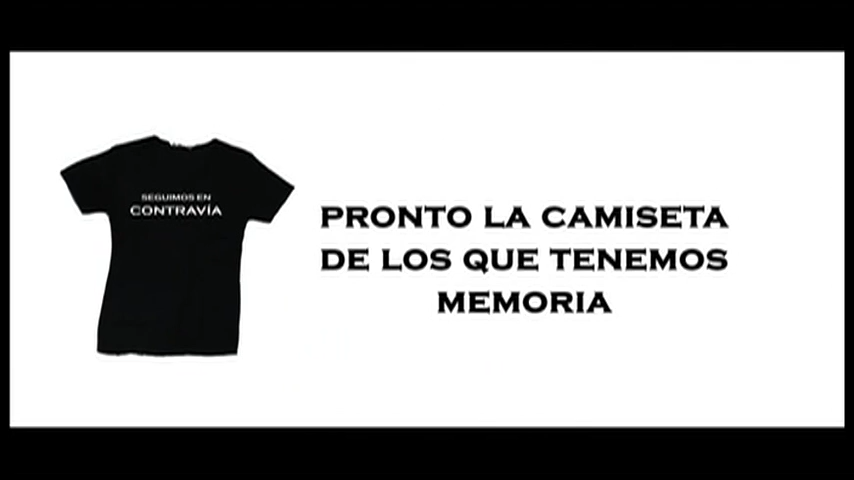 SEGUIMOS EN
CONTRAVÍA
PRONTO LA CAMISETA
DE LOS QUE TENEMOS
MEMORIA